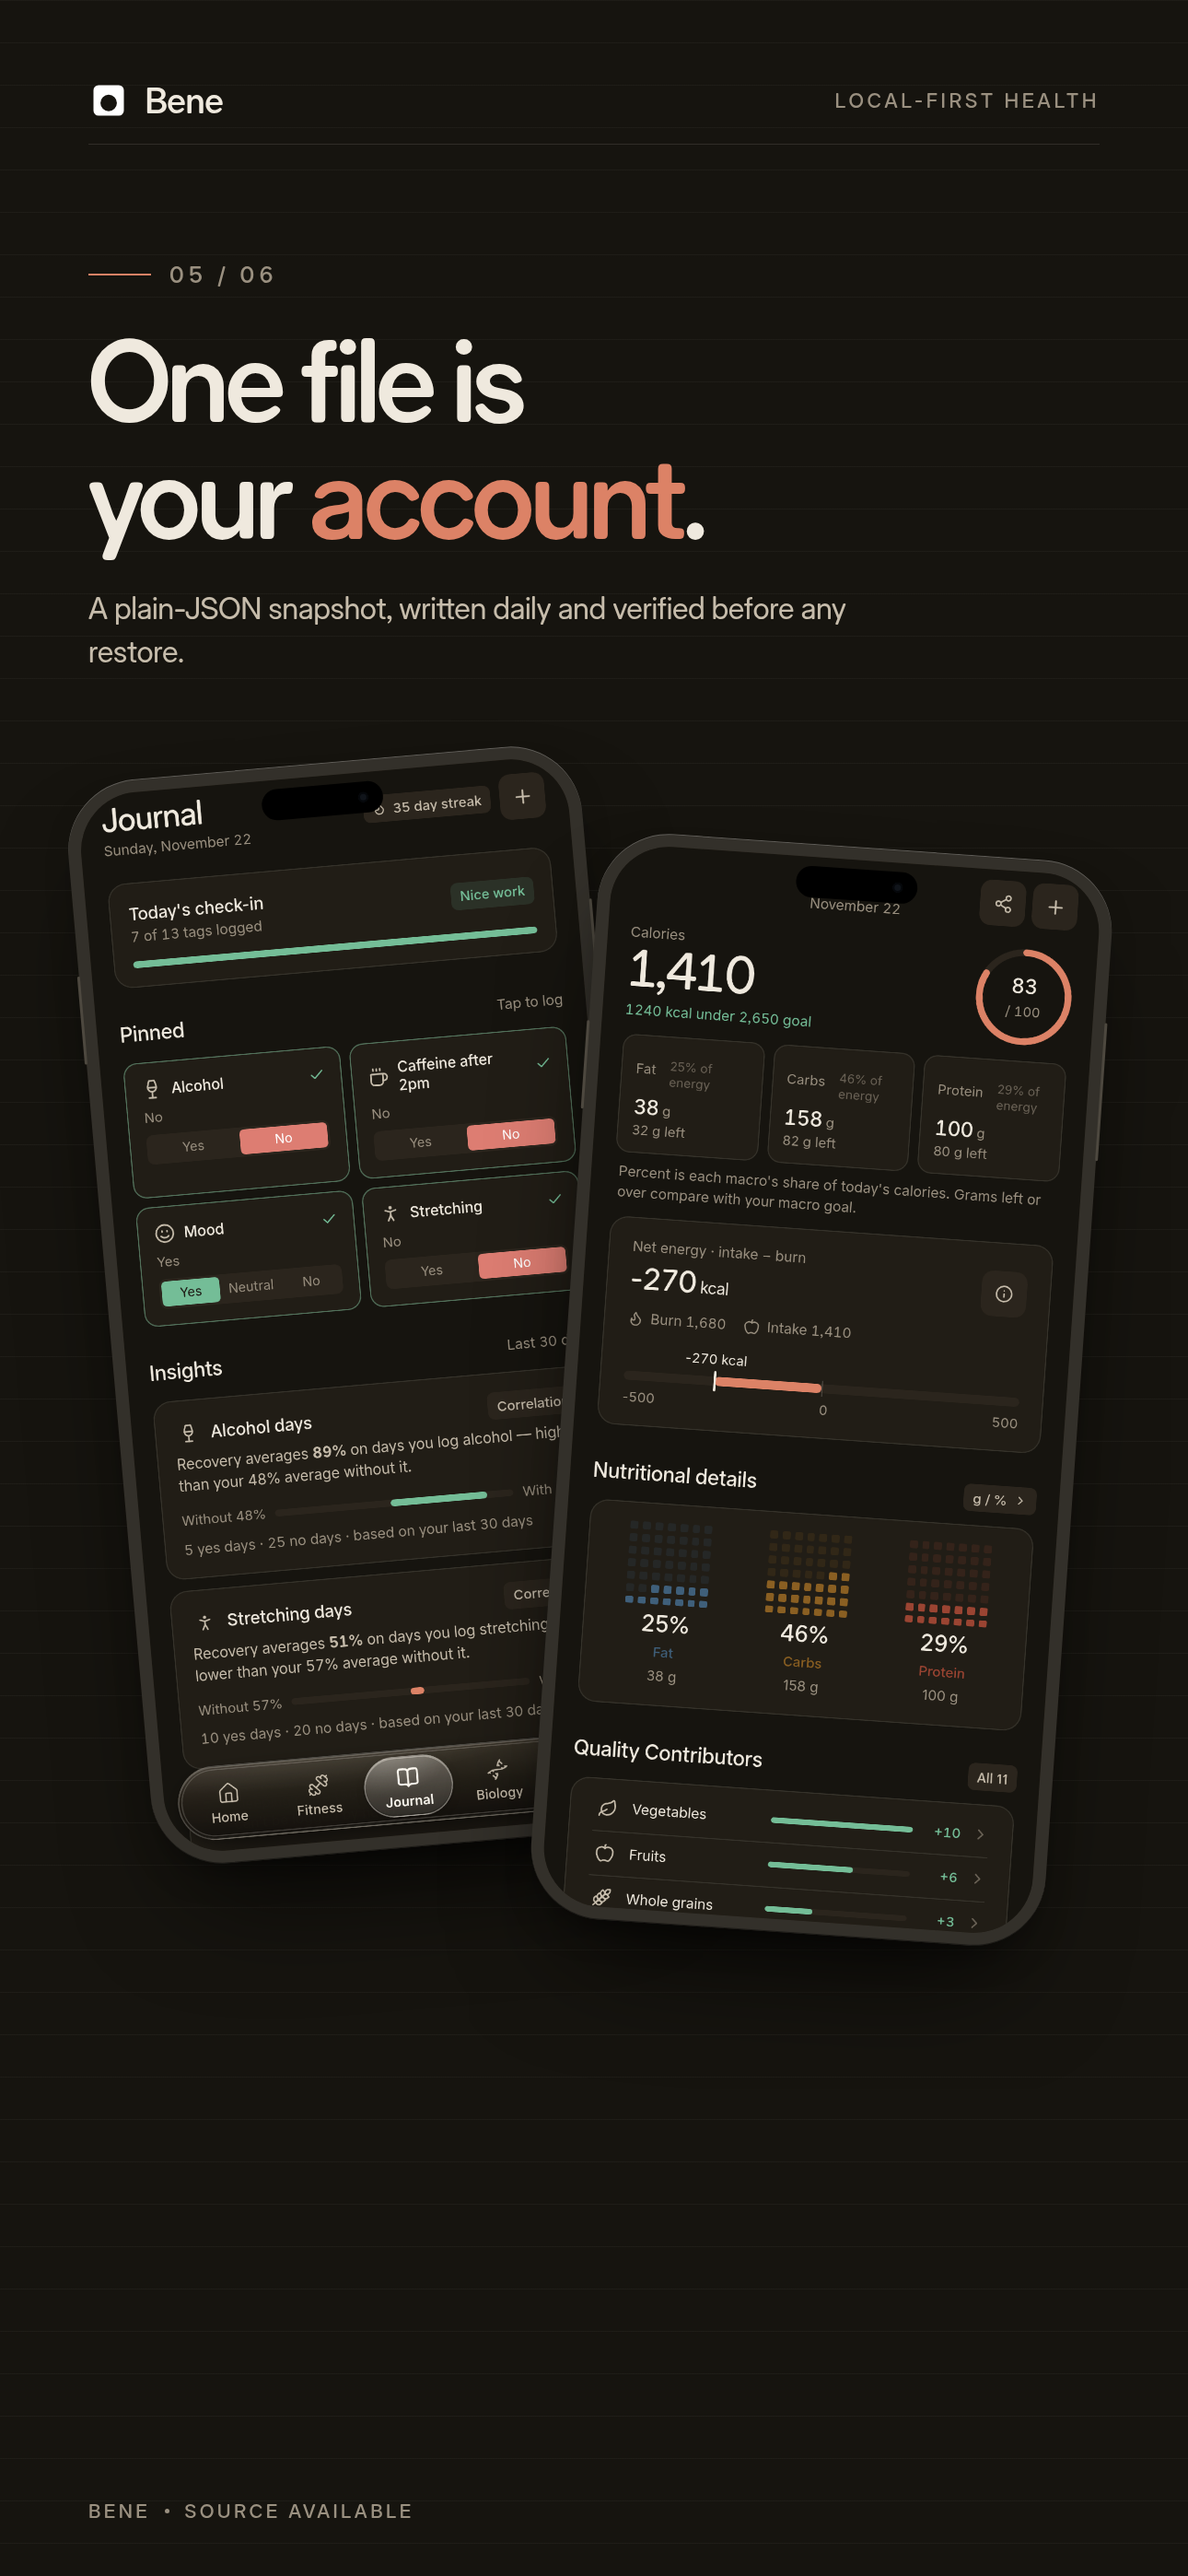 Bene
LOCAL-FIRST HEALTH
05 / 06
One file is
your account.
A plain-JSON snapshot, written daily and verified before any
restore.
Journal
35 day streak
Sunday, November 22
Today's check-in
Nice work
7 of 13 tags logged
Pinned
Tap to log
Alcohol
No
Yes
No
Caffeine after
2pm
No
Yes
No
Mood
Yes
Yes
Neutral
No
Stretching
No
Yes
No
Insights
Last 30
Alcohol days
Recovery averages 89% on days you log alcohol —
than your 48% average without it.
Without 48%
With
5 yes days · 25 no days · based on your last 30 days
Stretching days
Recovery averages 51% on days you log stretching
lower than your 57% average without it.
Without 57%
10 yes days · 20 no days · based on your last 30
Home
Fitness
Journal
Biology
November 22
Calories
1,410
1240 kcal under 2,650 goal
83
/ 100
Fat
25% of
energy
38 g
32 g left
Carbs
46% of
energy
158 g
82 g left
Protein
29% of
energy
100 g
80 g left
Percent is each macro's share of today's calories. Grams left or
over compare with your macro goal.
Net energy · intake – burn
-270 kcal
Burn 1,680
Intake 1,410
-270 kcal
-500
0
500
Nutritional details
g / %
25%
Fat
38 g
46%
Carbs
158 g
29%
Protein
100 g
Quality Contributors
All 11
Vegetables
+10
Fruits
+6
Whole grains
+3
BENE • SOURCE AVAILABLE